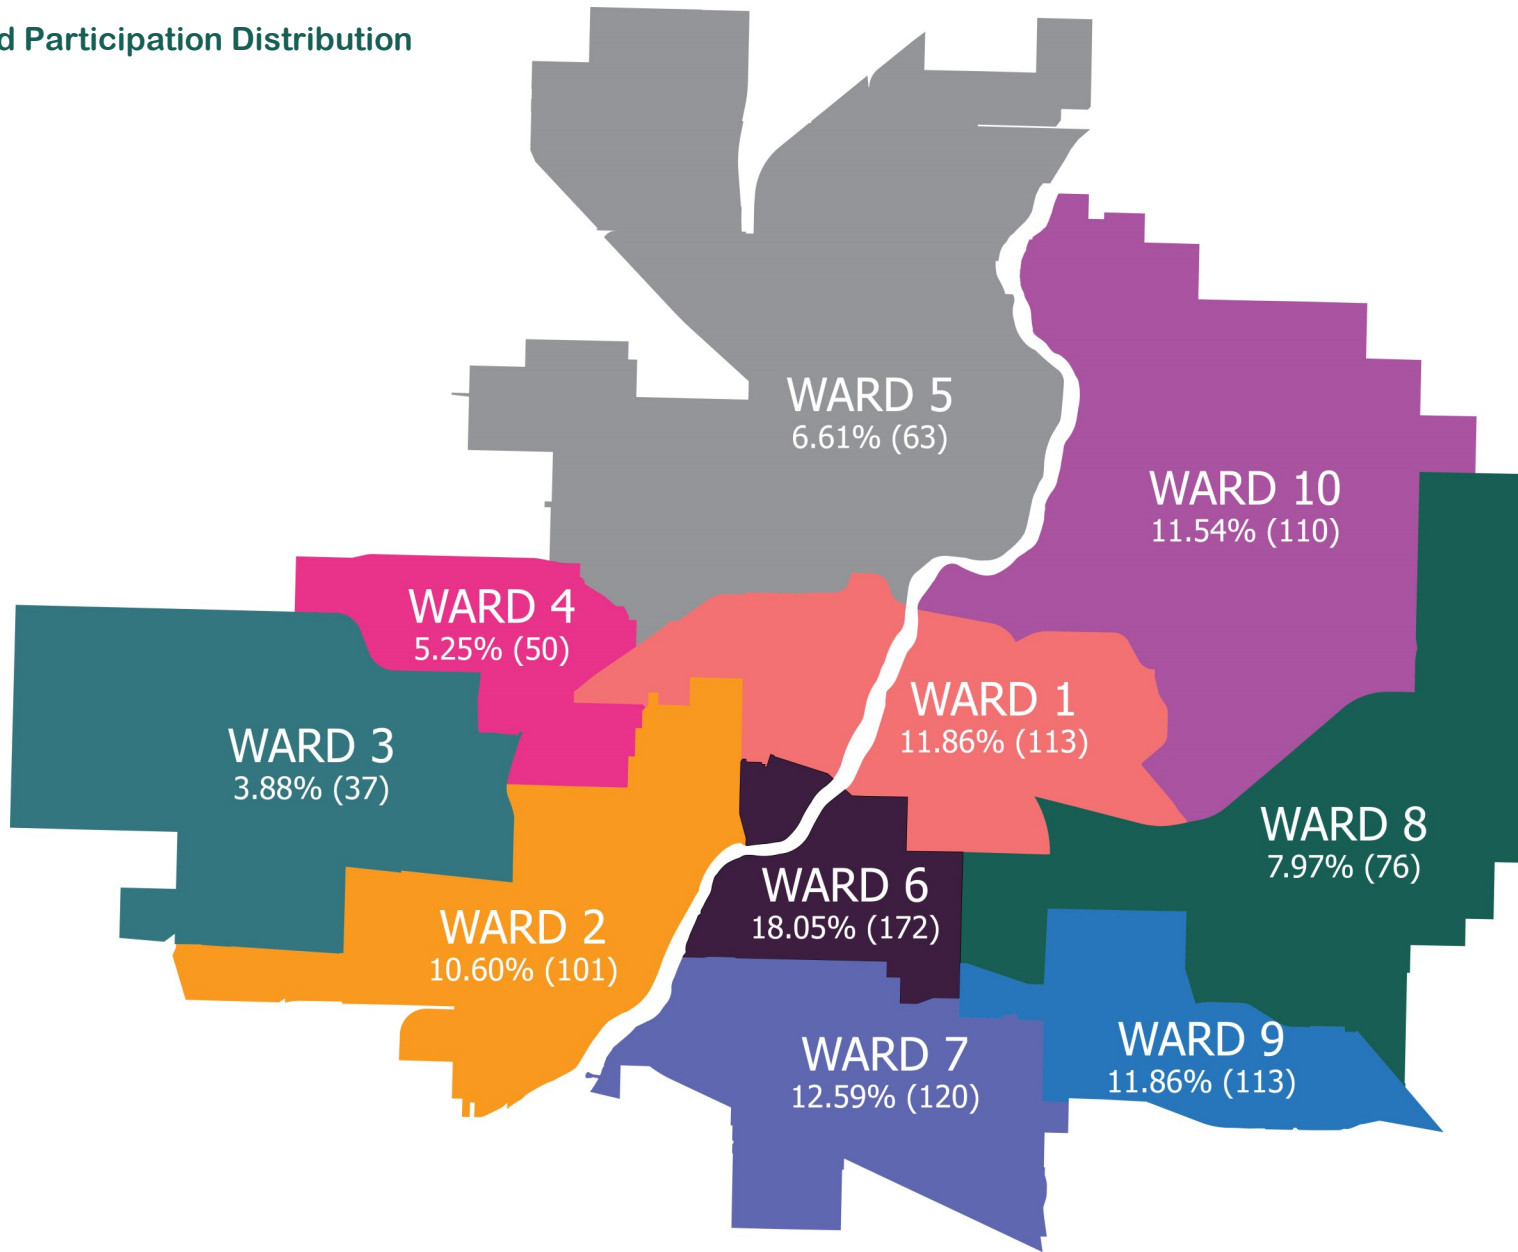 d Participation Distribution
WARD 5
6.61% (63)
WARD 10
11.54% (110)
WARD 4
5.25% (50)
WARD 1
11.86% (113)
WARD 3
3.88% (37)
WARD 8
7.97% (76)
WARD 6
18.05% (172)
WARD 2
10.60% (101)
WARD 9
11.86% (113)
WARD 7
12.59% (120)